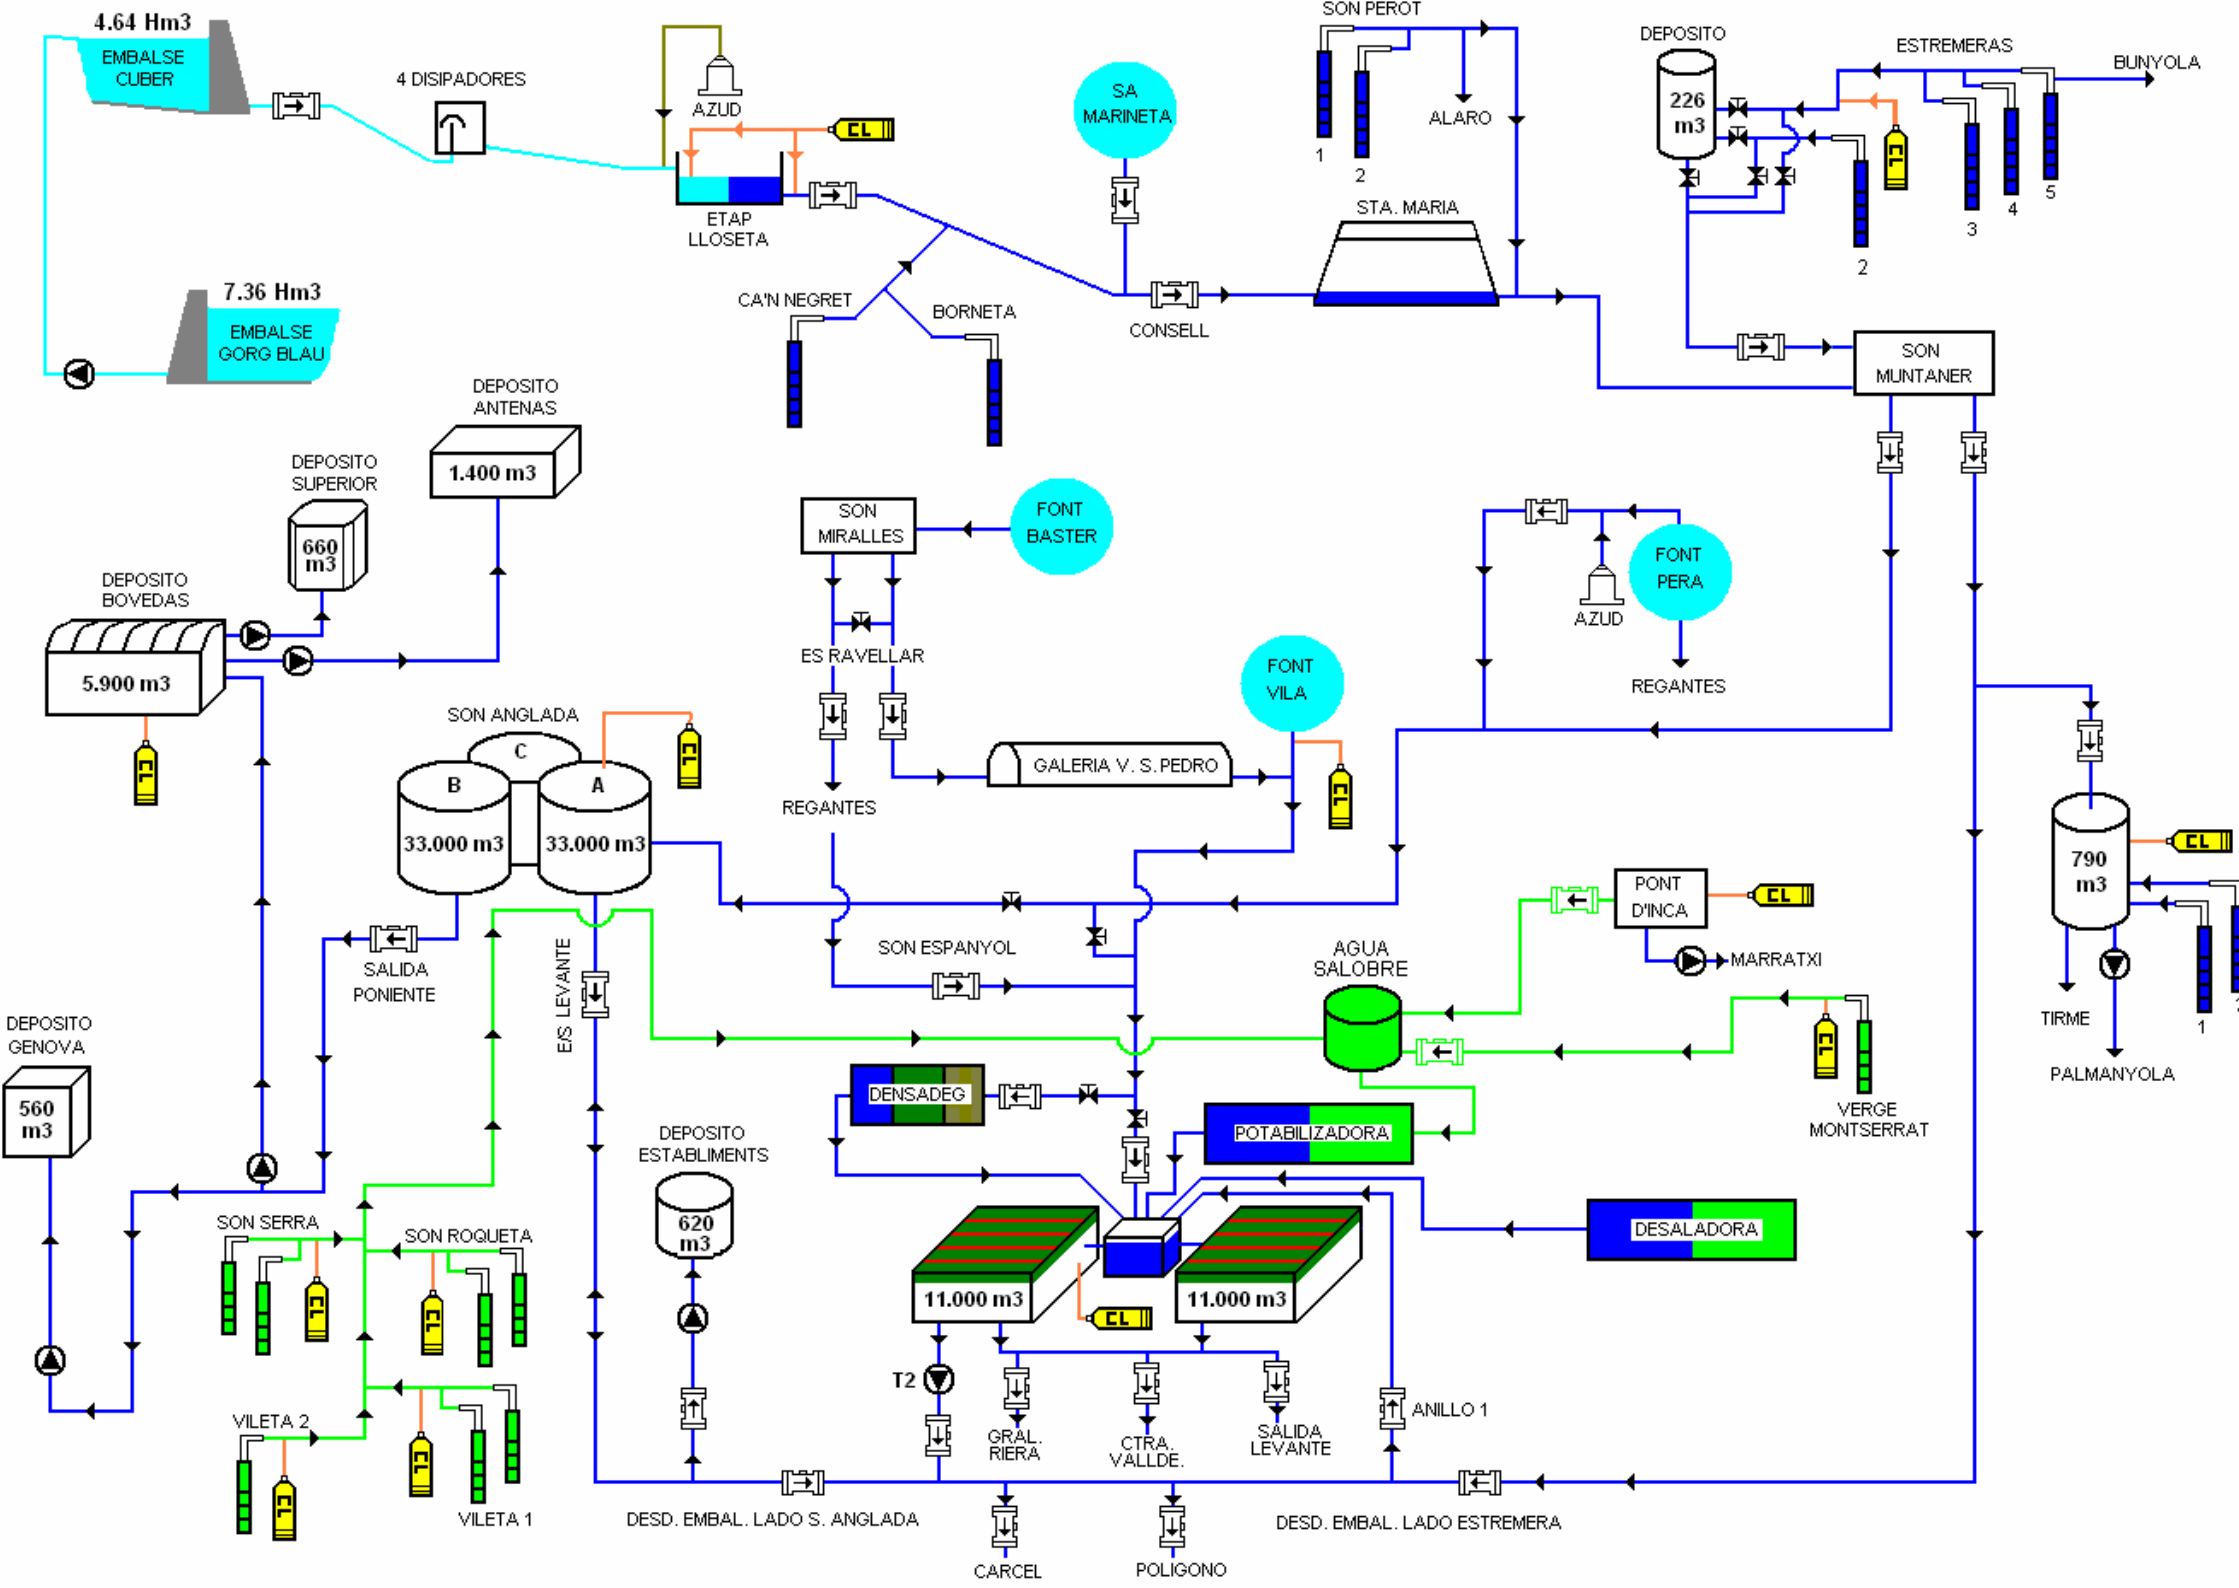 4.64 Hm3
EMBALSE
CUBER
4 DISIPADORES
AZUD
CL
ETAP
LLOSETA
SA
MARINETA
SON PEROT
1
2
ALARO
DEPOSITO
226
m3
ESTREMERAS
BUNYOLA
CL
2
3
4
5
7.36 Hm3
EMBALSE
GORG BLAU
CA'N NEGRET
BORNETA
CONSELL
STA. MARIA
SON
MUNTANER
DEPOSITO
ANTENAS
1.400 m3
DEPOSITO
SUPERIOR
660
m3
DEPOSITO
BOVEDAS
5.900 m3
CL
SON
MIRALLES
FONT
BASTER
ES RAVELLAR
REGANTES
FONT
PERA
AZUD
REGANTES
FONT
VILA
GALERIA V. S.PEDRO
CL
SON ANGLADA
C
B
A
33.000 m3
33.000 m3
CL
SALIDA
PONIENTE
E/S LEVANTE
SON ESPANYOL
AGUA
SALOBRE
PONT
D'INCA
CL
MARRATXI
790
m3
CL
1
TIRME
PALMANYOLA
CL
VERGE
MONTSERRAT
DEPOSITO
GENOVA
560
m3
DENSADEG
POTABILIZADORA
DESALADORA
DEPOSITO
ESTABLIMENTS
620
m3
SON SERRA
CL
SON ROQUETA
CL
VILETA 2
CL
CL
VILETA 1
11.000 m3
11.000 m3
CL
T2
GRAL.
RIERA
CTRA.
VALLDE.
SALIDA
LEVANTE
ANILLO 1
DESD. EMBAL. LADO S. ANGLADA
DESD. EMBAL. LADO ESTREMERA
CARCEL
POLIGONO